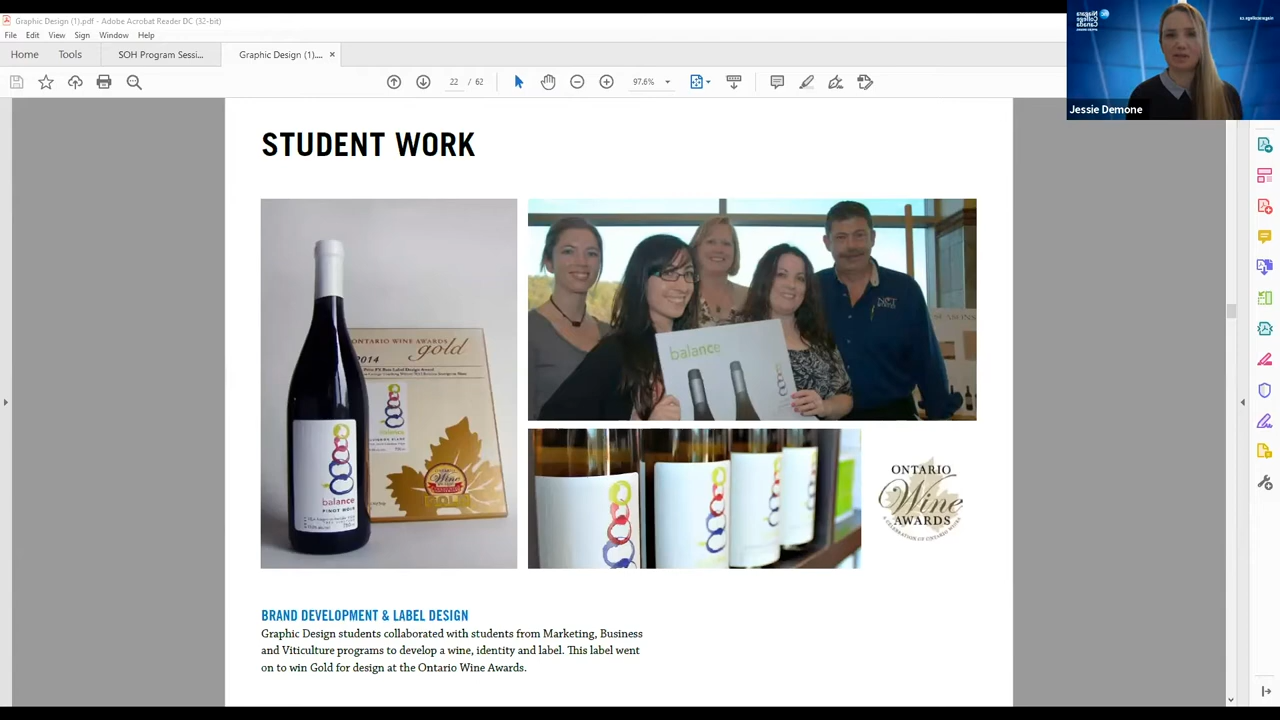 Graphic Design (1).pdf - Adobe Acrobat Reader DC (32-bit)
File Edit View Sign Window Help
Home Tools SOH Program Sessi... Graphic Design (1).... ×
22 / 62 97.6%
Jessie Demone
STUDENT WORK
ONTARIO WINE AWARDS
gold
2014
balance
PINOT NOIR
balance
ONTARIO
Wine
AWARDS
BRAND DEVELOPMENT & LABEL DESIGN
Graphic Design students collaborated with students from Marketing, Business
and Viticulture programs to develop a wine, identity and label. This label went
on to win Gold for design at the Ontario Wine Awards.